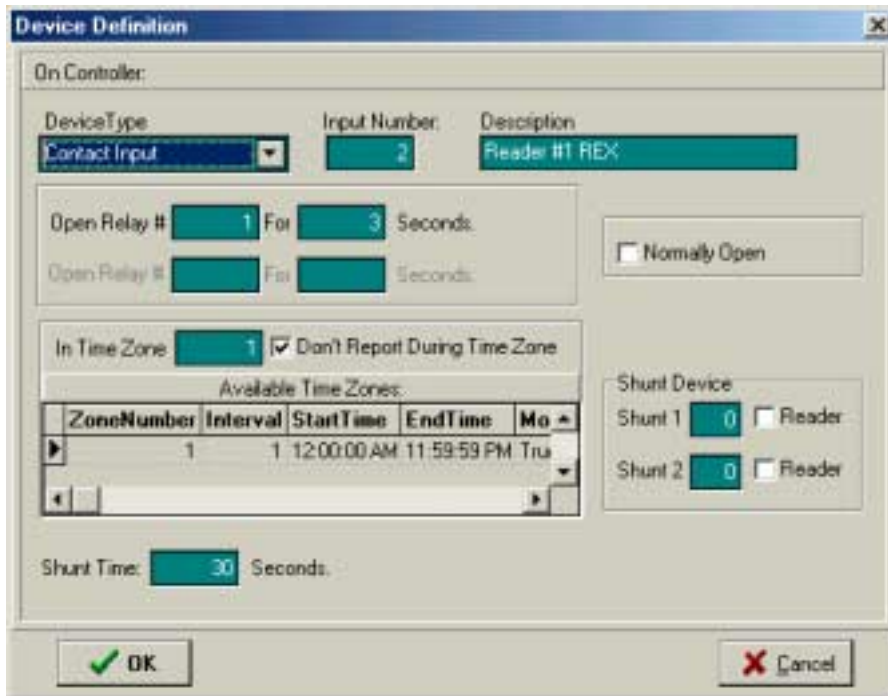 Device Definition
On Controller:
DeviceType
Input Number:
Description
Contact Input
2
Reader #1 REX
Open Relay # 1 For 3 Seconds.
Open Relay # For Seconds.
Normally Open
In Time Zone 1 Don't Report During Time Zone
Available Time Zones:
ZoneNumber Interval StartTime EndTime Mo
1 1 12:00:00 AM 11:59:59 PM Tru
Shunt Device
Shunt 1 0 Reader
Shunt 2 0 Reader
Shunt Time: 30 Seconds.
OK
Cancel